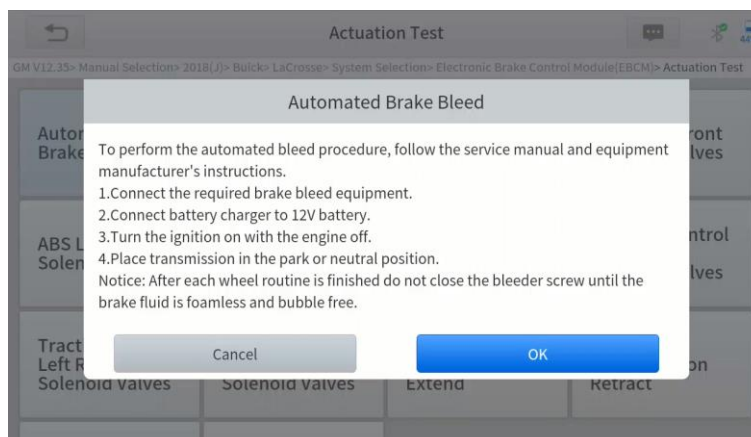 Actuation Test
GM V12.35> Manual Selection> 2018(J)> Buick> LaCrosse> System Selection> Electronic Brake Control Module(EBCM)> Actuation Test
Automated Brake Bleed
To perform the automated bleed procedure, follow the service manual and equipment
manufacturer's instructions.
1.Connect the required brake bleed equipment.
2.Connect battery charger to 12V battery.
3.Turn the ignition on with the engine off.
4.Place transmission in the park or neutral position.
Notice: After each wheel routine is finished do not close the bleeder screw until the
brake fluid is foamless and bubble free.
Cancel
OK
Solenoid Valves
Solenoid Valves
Extend
Retract